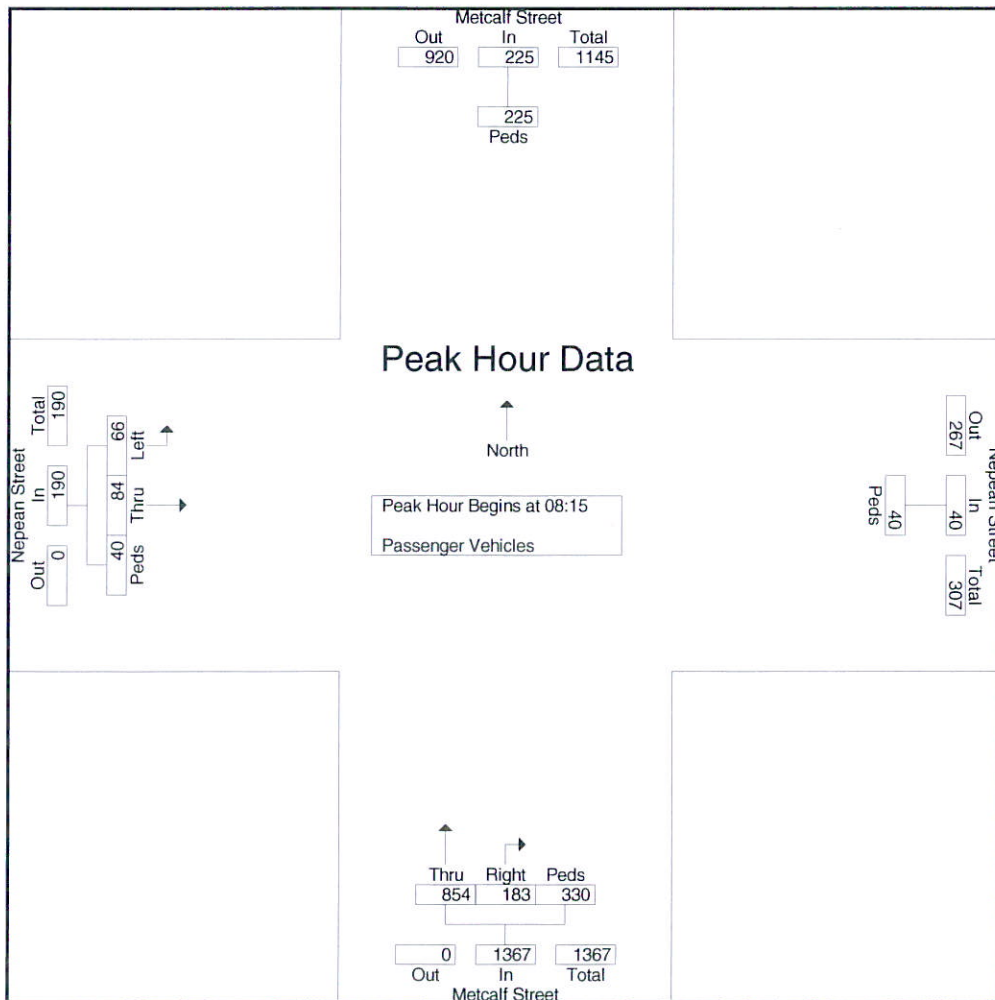 Metcalf Street
Out In Total
920 225 1145
225
Peds
Peak Hour Data
North
Peak Hour Begins at 08:15
Passenger Vehicles
Nepean Street
Total In Out
190 190 0
66 84 40
Left Thru Peds
Nepean Street
Out In Total
267 40 307
40
Peds
Thru Right Peds
854 183 330
0 1367 1367
Out In Total
Metcalf Street